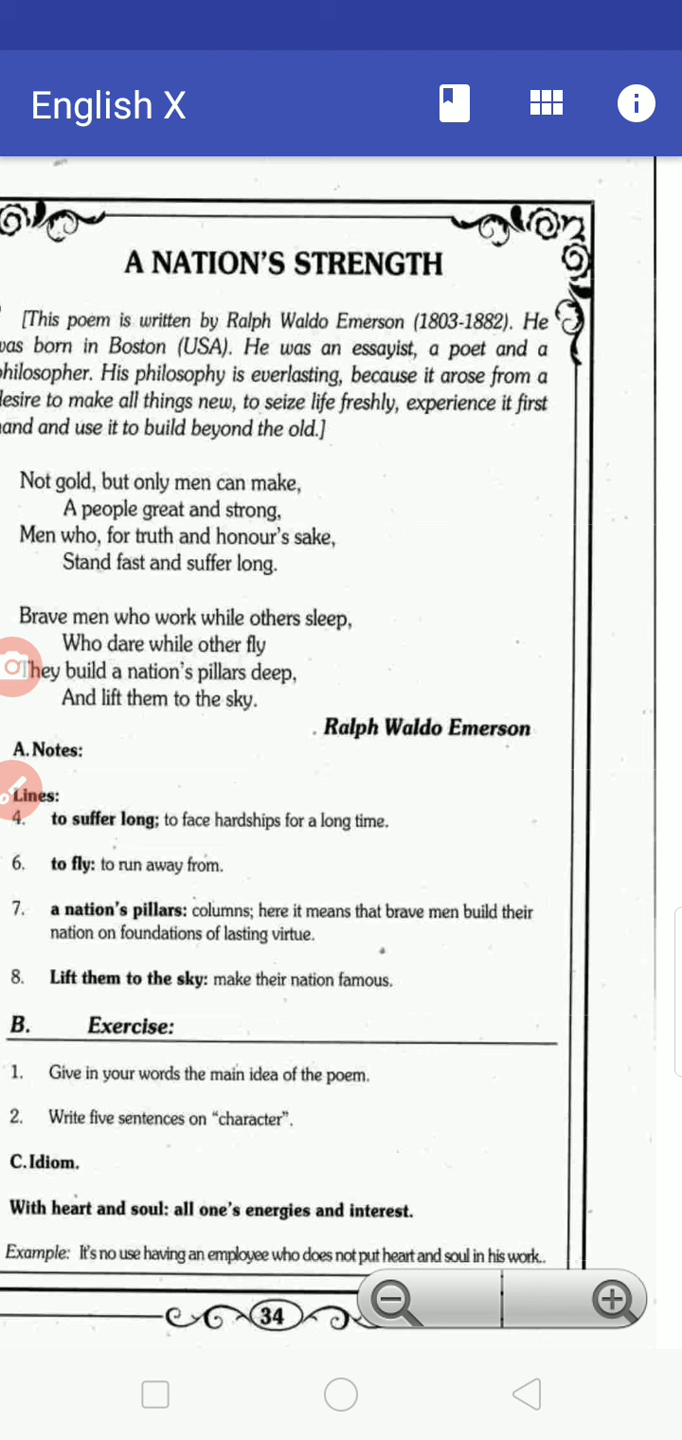 English X
A NATION'S STRENGTH
[This poem is written by Ralph Waldo Emerson (1803-1882). He
was born in Boston (USA). He was an essayist, a poet and a
philosopher. His philosophy is everlasting, because it arose from a
desire to make all things new, to seize life freshly, experience it first
hand and use it to build beyond the old.]
Not gold, but only men can make,
A people great and strong,
Men who, for truth and honour's sake,
Stand fast and suffer long.
Brave men who work while others sleep,
Who dare while other fly
They build a nation's pillars deep,
And lift them to the sky.
Ralph Waldo Emerson
A. Notes:
Lines:
4. to suffer long; to face hardships for a long time.
6. to fly: to run away from.
7. a nation's pillars: columns; here it means that brave men build their
nation on foundations of lasting virtue.
8. Lift them to the sky: make their nation famous.
B. Exercise:
1. Give in your words the main idea of the poem.
2. Write five sentences on "character".
C. Idiom.
With heart and soul: all one's energies and interest.
Example: It's no use having an employee who does not put heart and soul in his work..
34